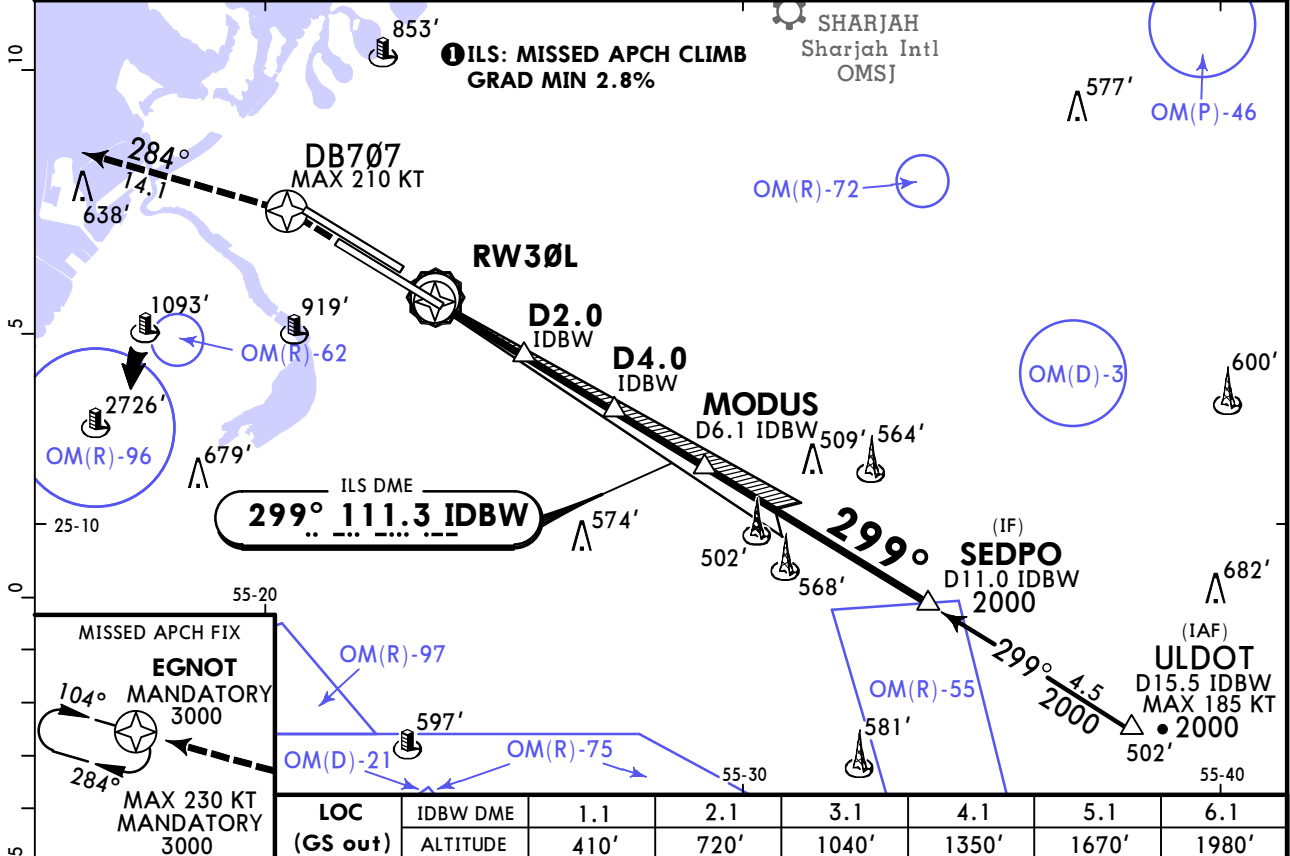 10
853'
❶ILS: MISSED APCH CLIMB
GRAD MIN 2.8%
SHARJAH
Sharjah Intl
OMSJ
577'
OM(P)-46
284°
14.1
638'
DB7Ø7
MAX 210 KT
OM(R)-72
RW3ØL
5
1093'
919'
OM(R)-62
D2.0
IDBW
D4.0
IDBW
OM(D)-3
600'
2726'
OM(R)-96
679'
MODUS
D6.1 IDBW
509'
564'
ILS DME
299° 111.3 IDBW
.. -.. -... .--
25-10
574'
502'
568'
299°
(IF)
SEDPO
D11.0 IDBW
2000
682'
0
55-20
MISSED APCH FIX
EGNOT
MANDATORY
3000
104°
284°
MAX 230 KT
MANDATORY
3000
OM(R)-97
597'
OM(D)-21
OM(R)-75
OM(R)-55
581'
299°
4.5
2000
(IAF)
ULDOT
D15.5 IDBW
MAX 185 KT
2000
502'
55-30
55-40
5
LOC (GS out)
IDBW DME 1.1 2.1 3.1 4.1 5.1 6.1
ALTITUDE 410' 720' 1040' 1350' 1670' 1980'